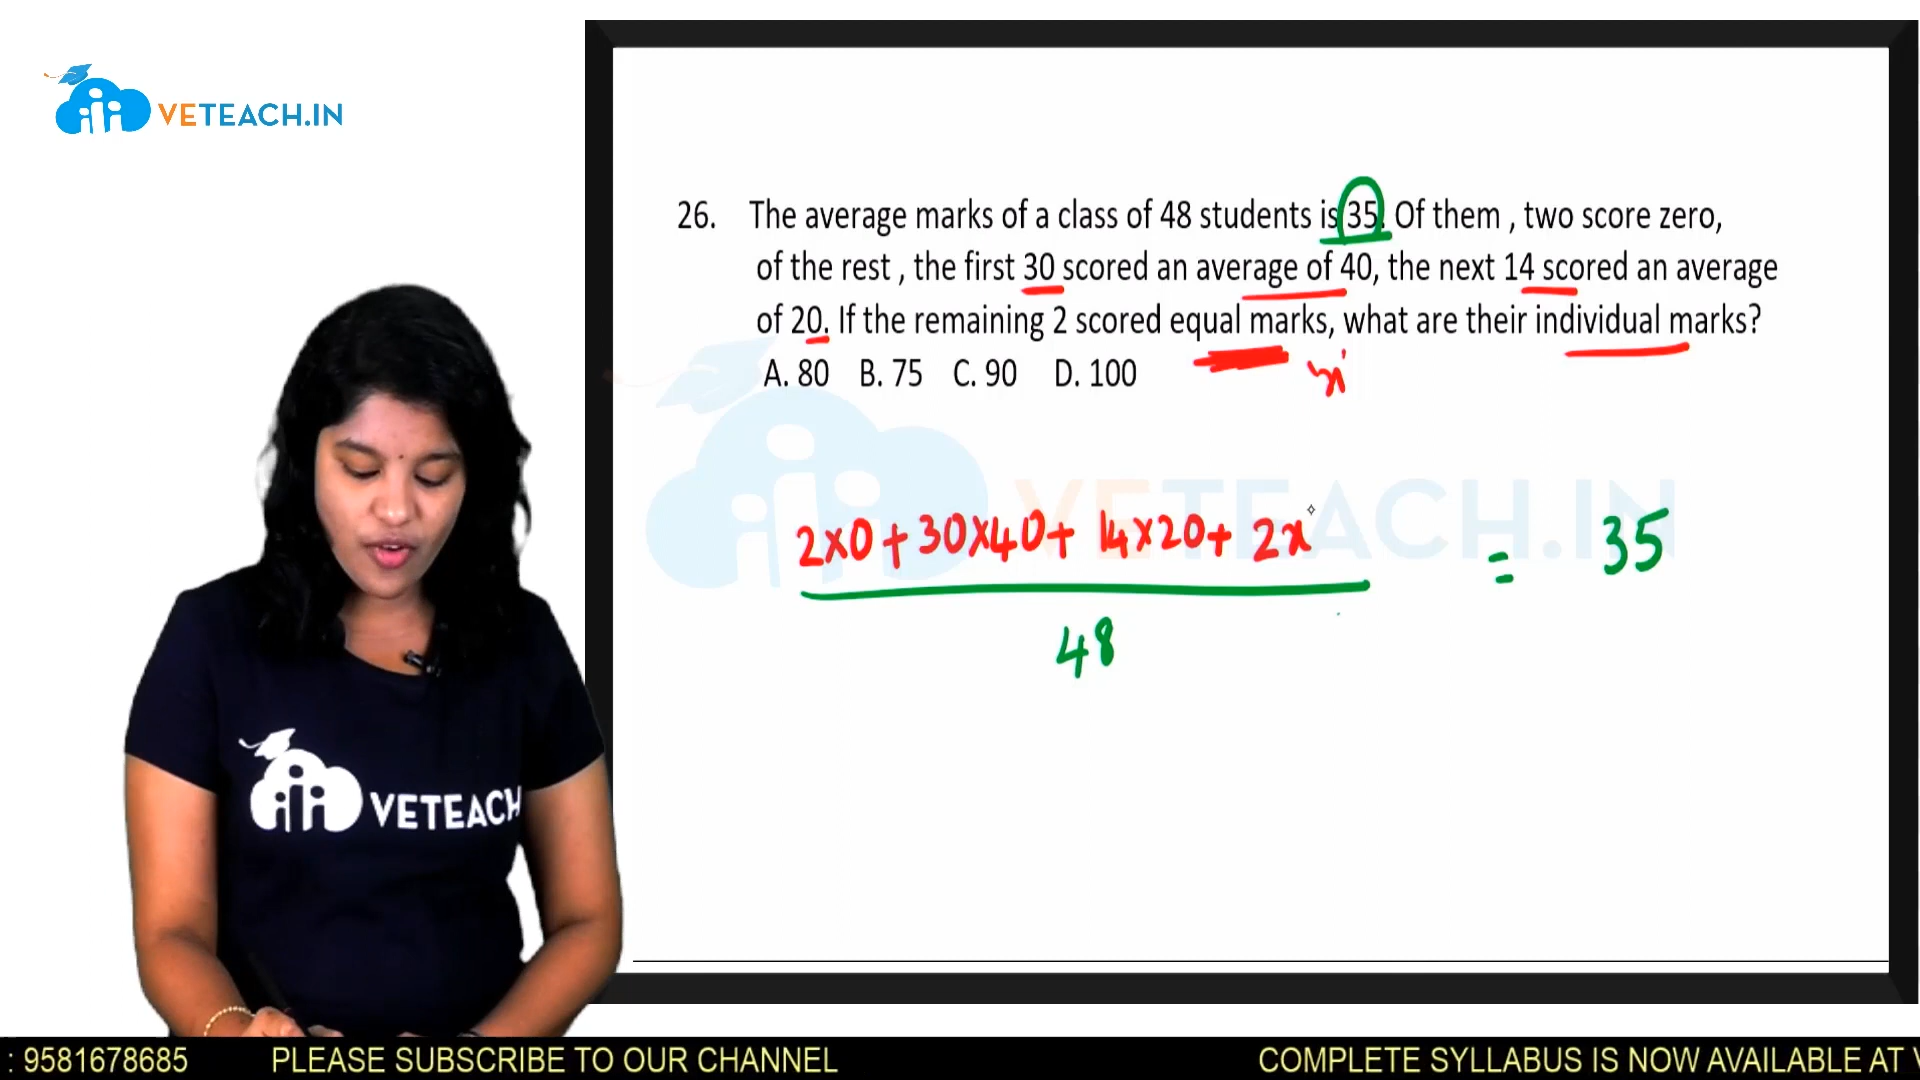 VETEACH.IN
26. The average marks of a class of 48 students is 35. Of them , two score zero,
of the rest , the first 30 scored an average of 40, the next 14 scored an average
of 20. If the remaining 2 scored equal marks, what are their individual marks?
A. 80 B. 75 C. 90 D. 100
x
VETEACH.IN
2x0 + 30x40 + 14x20 + 2x = 35
48
VETEACH
: 9581678685 PLEASE SUBSCRIBE TO OUR CHANNEL COMPLETE SYLLABUS IS NOW AVAILABLE AT